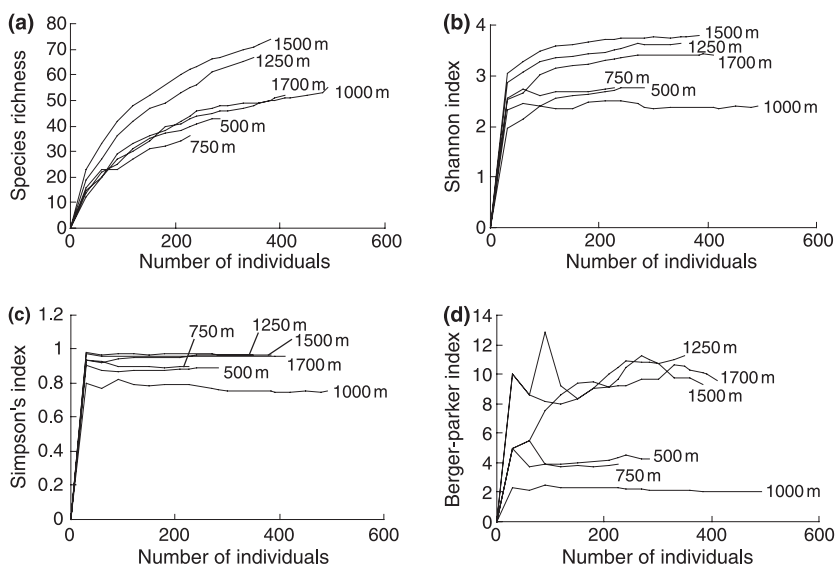 (a)
Species richness
80
70
60
50
40
30
20
10
0
1500 m
1250 m
1700 m
1000 m
500 m
750 m
0
200
400
600
Number of individuals
(b)
Shannon index
4
3
2
1
0
1500 m
1250 m
1700 m
750 m
500 m
1000 m
0
200
400
600
Number of individuals
(c)
Simpson's index
1.2
1
0.8
0.6
0.4
0.2
0
750 m
1250 m
1500 m
1700 m
500 m
1000 m
0
200
400
600
Number of individuals
(d)
Berger-parker index
14
12
10
8
6
4
2
0
1250 m
1700 m
1500 m
500 m
750 m
1000 m
0
200
400
600
Number of individuals